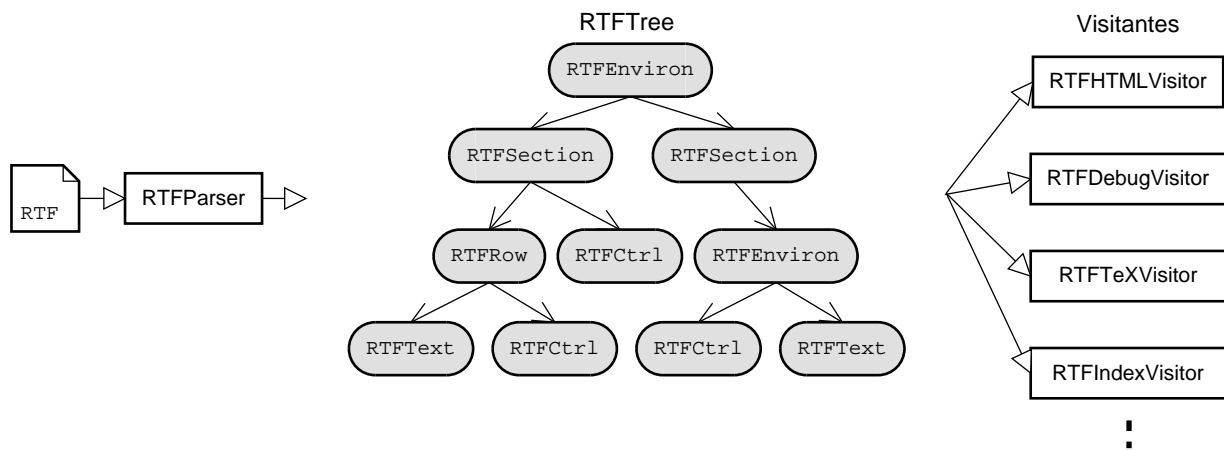 RTFTree
Visitantes
RTFEnviron
RTFHTMLVisitor
RTFSection
RTFSection
RTFDebugVisitor
RTF
RTFParser
RTFRow
RTFCtrl
RTFEnviron
RTFTeXVisitor
RTFText
RTFCtrl
RTFCtrl
RTFText
RTFIndexVisitor